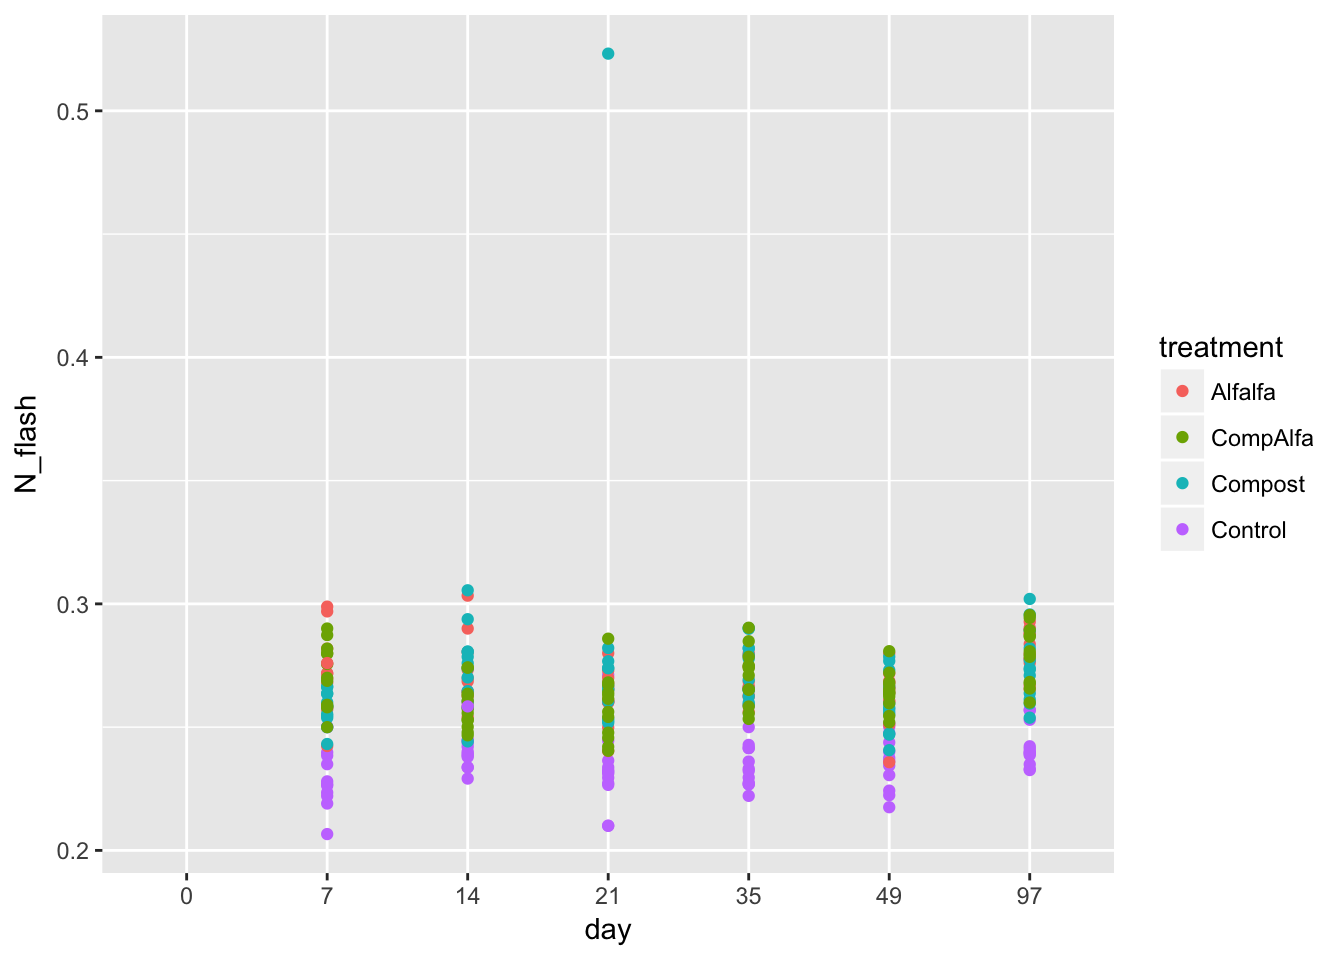 0.5
0.4
0.3
0.2
N_flash
0 7 14 21 35 49 97
day
treatment
Alfalfa
CompAlfa
Compost
Control